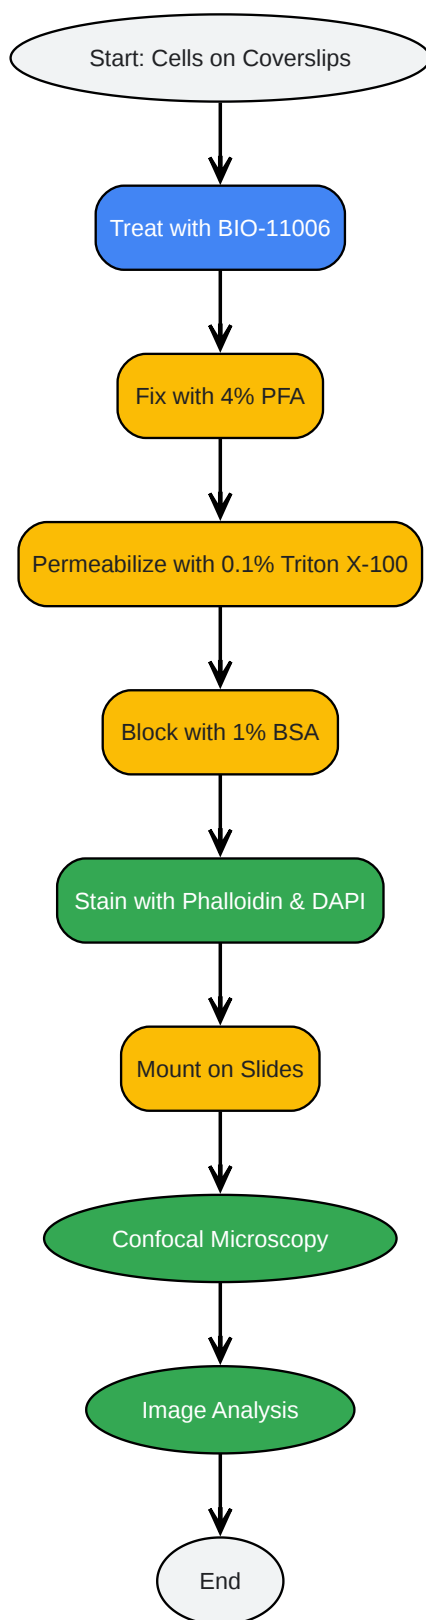 Start: Cells on Coverslips
Treat with BIO-11006
Fix with 4% PFA
Permeabilize with 0.1% Triton X-100
Block with 1% BSA
Stain with Phalloidin & DAPI
Mount on Slides
Confocal Microscopy
Image Analysis
End